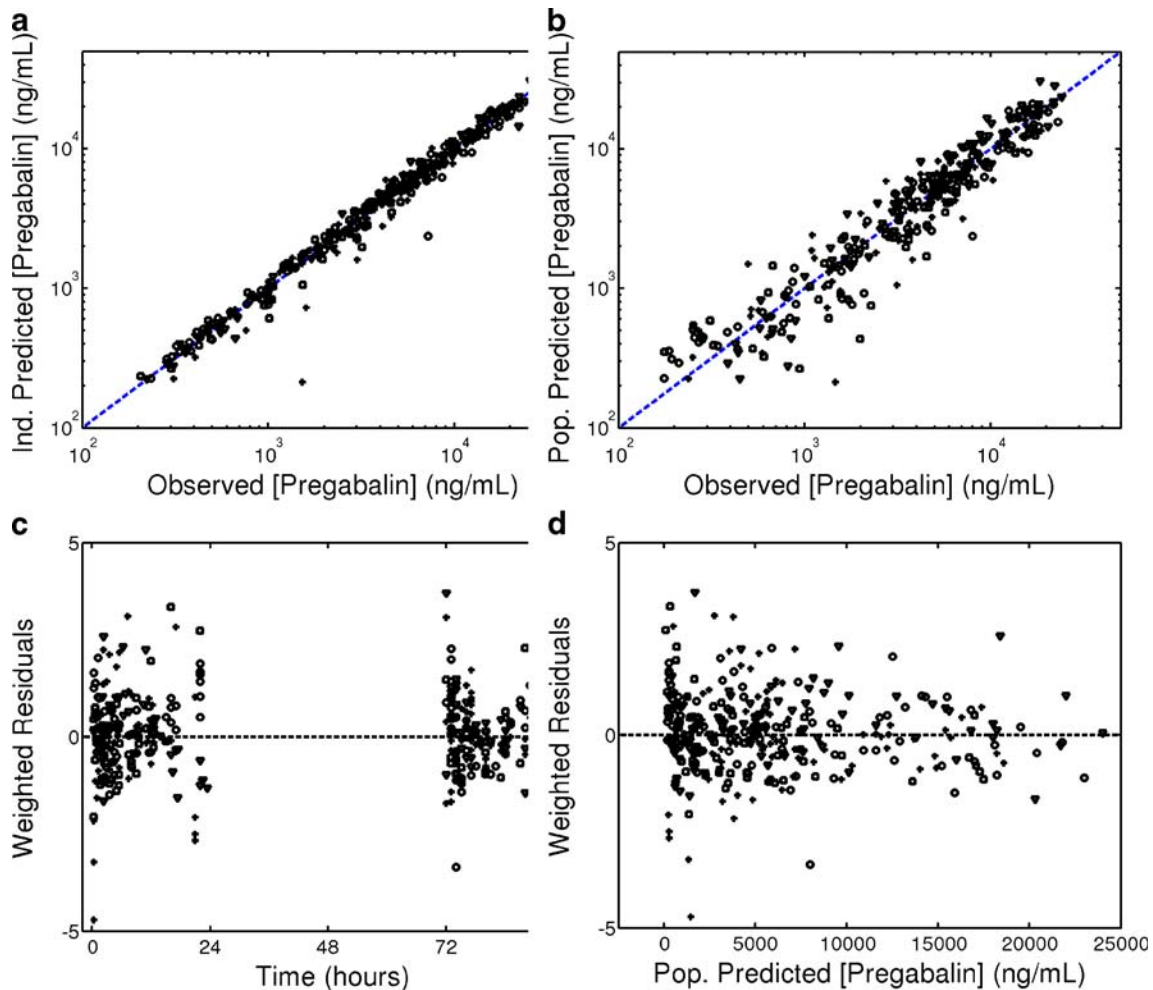 a
b
Ind. Predicted [Pregabalin] (ng/mL)
10^4
10^3
10^2
10^2
10^3
10^4
Observed [Pregabalin] (ng/mL)
Pop. Predicted [Pregabalin] (ng/mL)
10^4
10^3
10^2
10^2
10^3
10^4
Observed [Pregabalin] (ng/mL)
c
d
Weighted Residuals
5
0
-5
0
24
48
72
Time (hours)
Weighted Residuals
5
0
-5
0
5000
10000
15000
20000
25000
Pop. Predicted [Pregabalin] (ng/mL)